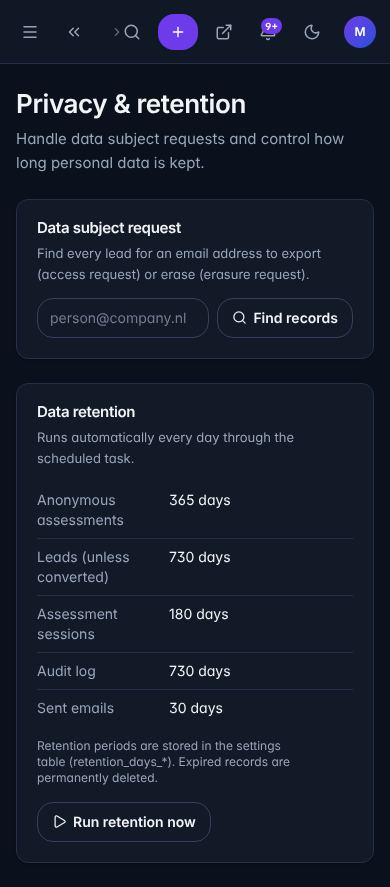 9+
M
Privacy & retention
Handle data subject requests and control how
long personal data is kept.
Data subject request
Find every lead for an email address to export
(access request) or erase (erasure request).
person@company.nl
Find records
Data retention
Runs automatically every day through the
scheduled task.
Anonymous
assessments
365 days
Leads (unless
converted)
730 days
Assessment
sessions
180 days
Audit log
730 days
Sent emails
30 days
Retention periods are stored in the settings
table (retention_days_*). Expired records are
permanently deleted.
Run retention now